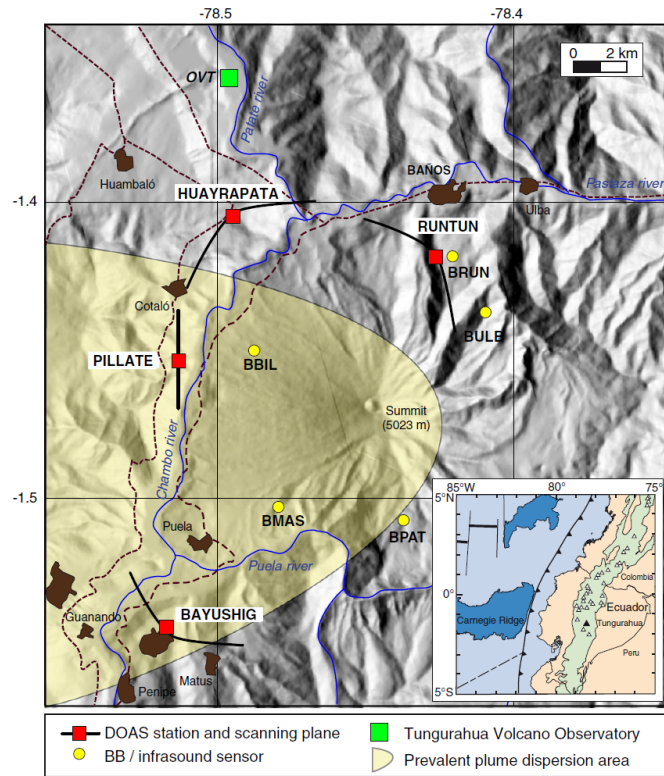 -78.5
-78.4
0 2 km
OVT
Patate river
Huambaló
BAÑOS
Pastaza river
HUAYRAPATA
Ulba
-1.4
RUNTUN
BRUN
Cotaló
BULB
PILLATE
BBIL
Summit
(5023 m)
Chambo river
-1.5
BMAS
BPAT
Puela
Puela river
Guanando
BAYUSHIG
Matus
Penipe
85°W
80°
75°
5°N
0°
5°S
Colombia
Carnegie Ridge
Ecuador
Tungurahua
Peru
DOAS station and scanning plane
Tungurahua Volcano Observatory
BB / infrasound sensor
Prevalent plume dispersion area